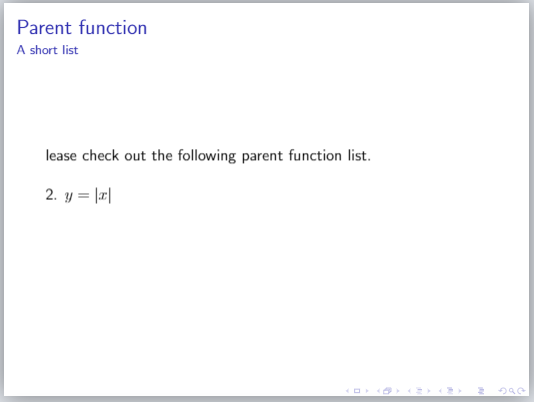 Parent function
A short list
lease check out the following parent function list.
2. y = |x|